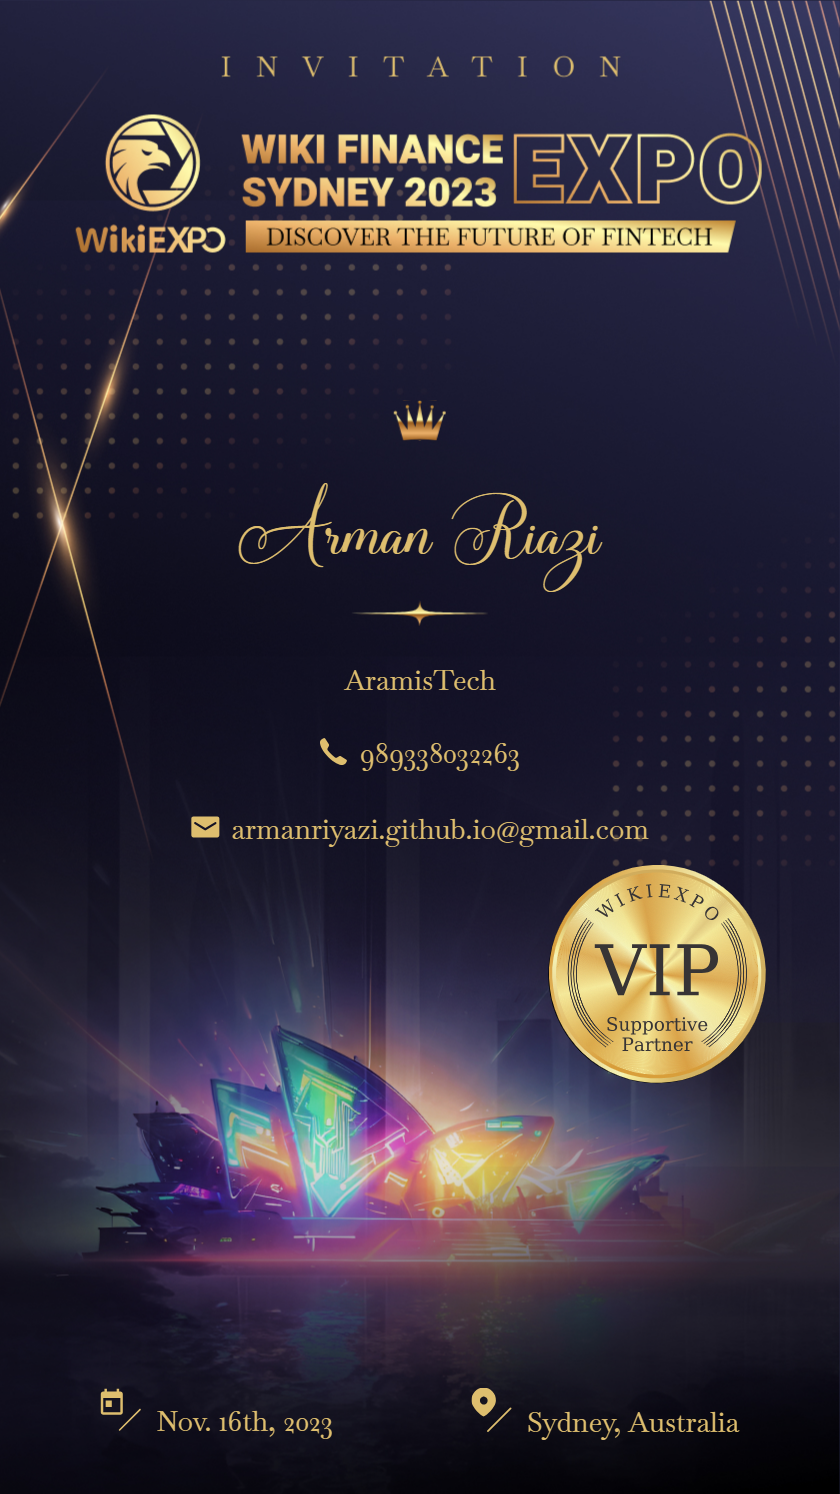 INVITATION
WIKI FINANCE EXPO
SYDNEY 2023
WikiEXPO
DISCOVER THE FUTURE OF FINTECH
Arman Riazi
AramisTech
989338032263
armanriyazi.github.io@gmail.com
WIKIEXPO
VIP
Supportive
Partner
Nov. 16th, 2023
Sydney, Australia